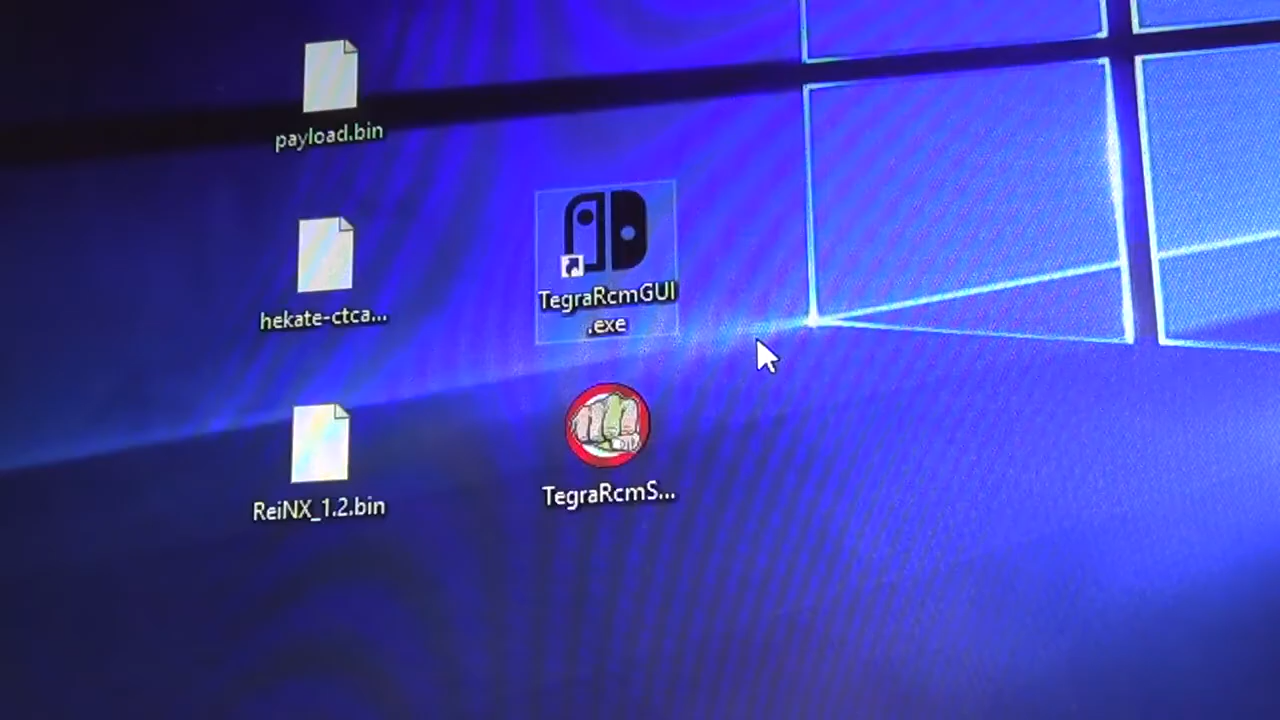 payload.bin
hekate-ctca...
ReiNX_1.2.bin
TegraRcmGUI
.exe
TegraRcmS...